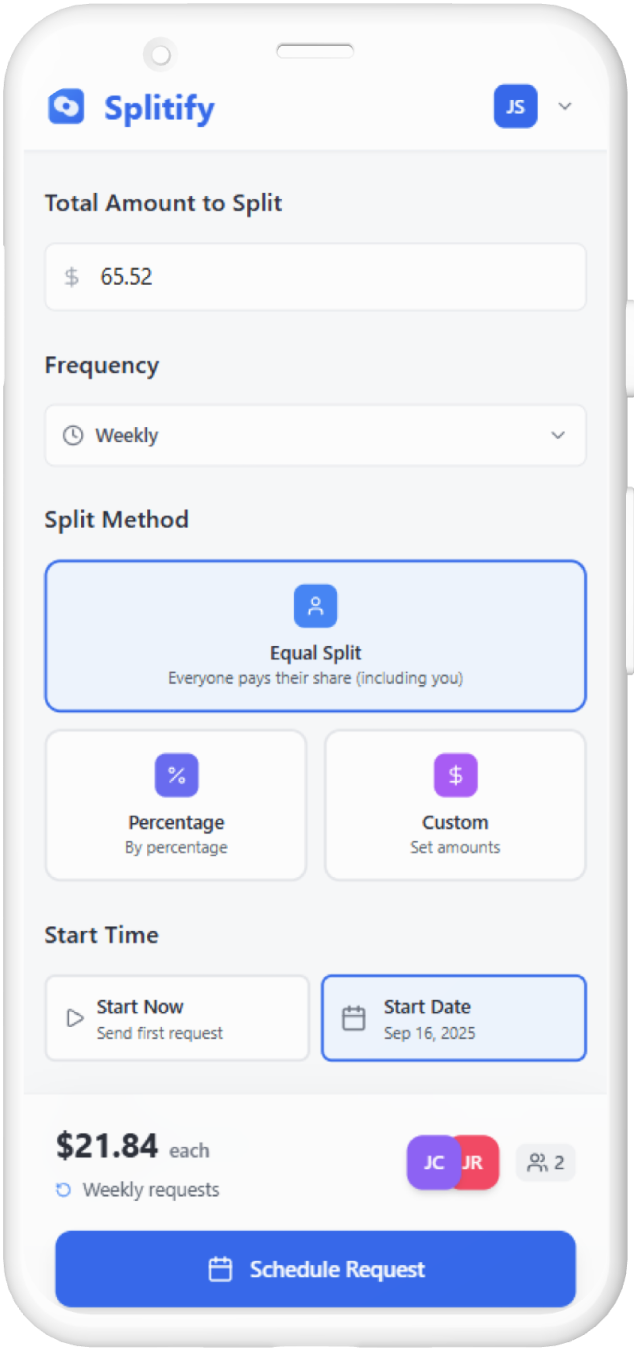 Splitify
JS
Total Amount to Split
$ 65.52
Frequency
Weekly
Split Method
Equal Split
Everyone pays their share (including you)
%
Percentage
By percentage
$
Custom
Set amounts
Start Time
Start Now
Send first request
Start Date
Sep 16, 2025
$21.84 each
JC
JR
2
Weekly requests
Schedule Request